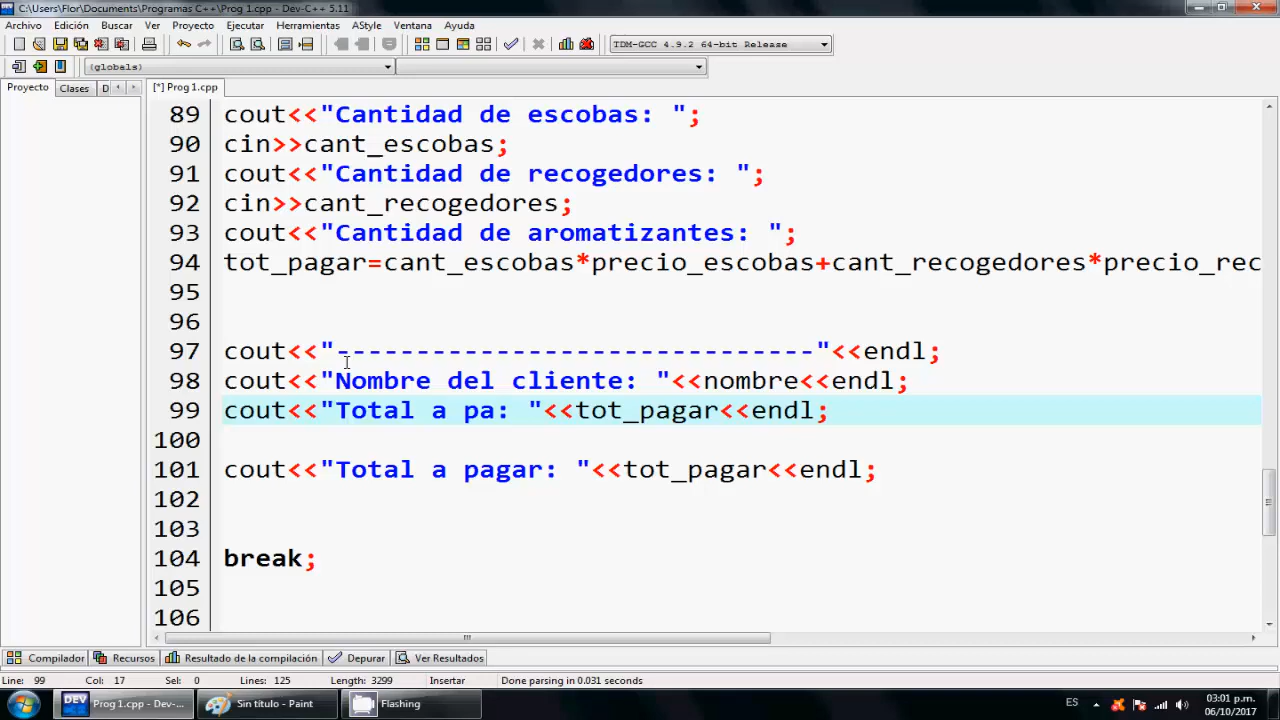 C:\Users\Flor\Documents\Programas C++\Prog 1.cpp - Dev-C++ 5.11
Archivo Edición Buscar Ver Proyecto Ejecutar Herramientas AStyle Ventana Ayuda
TDM-GCC 4.9.2 64-bit Release
(globals)
Proyecto Clases D [*] Prog 1.cpp
89 cout<<"Cantidad de escobas: ";
90 cin>>cant_escobas;
91 cout<<"Cantidad de recogedores: ";
92 cin>>cant_recogedores;
93 cout<<"Cantidad de aromatizantes: ";
94 tot_pagar=cant_escobas*precio_escobas+cant_recogedores*precio_rec
95
96
97 cout<<"------------------------------"<<endl;
98 cout<<"Nombre del cliente: "<<nombre<<endl;
99 cout<<"Total a pa: "<<tot_pagar<<endl;
100
101 cout<<"Total a pagar: "<<tot_pagar<<endl;
102
103
104 break;
105
106
Compilador Recursos Resultado de la compilación Depurar Ver Resultados
Line: 99 Col: 17 Sel: 0 Lines: 125 Length: 3299 Insertar Done parsing in 0.031 seconds
DEV Prog 1.cpp - De... Sin título - Paint Flashing ES 03:01 p.m.
06/10/2017